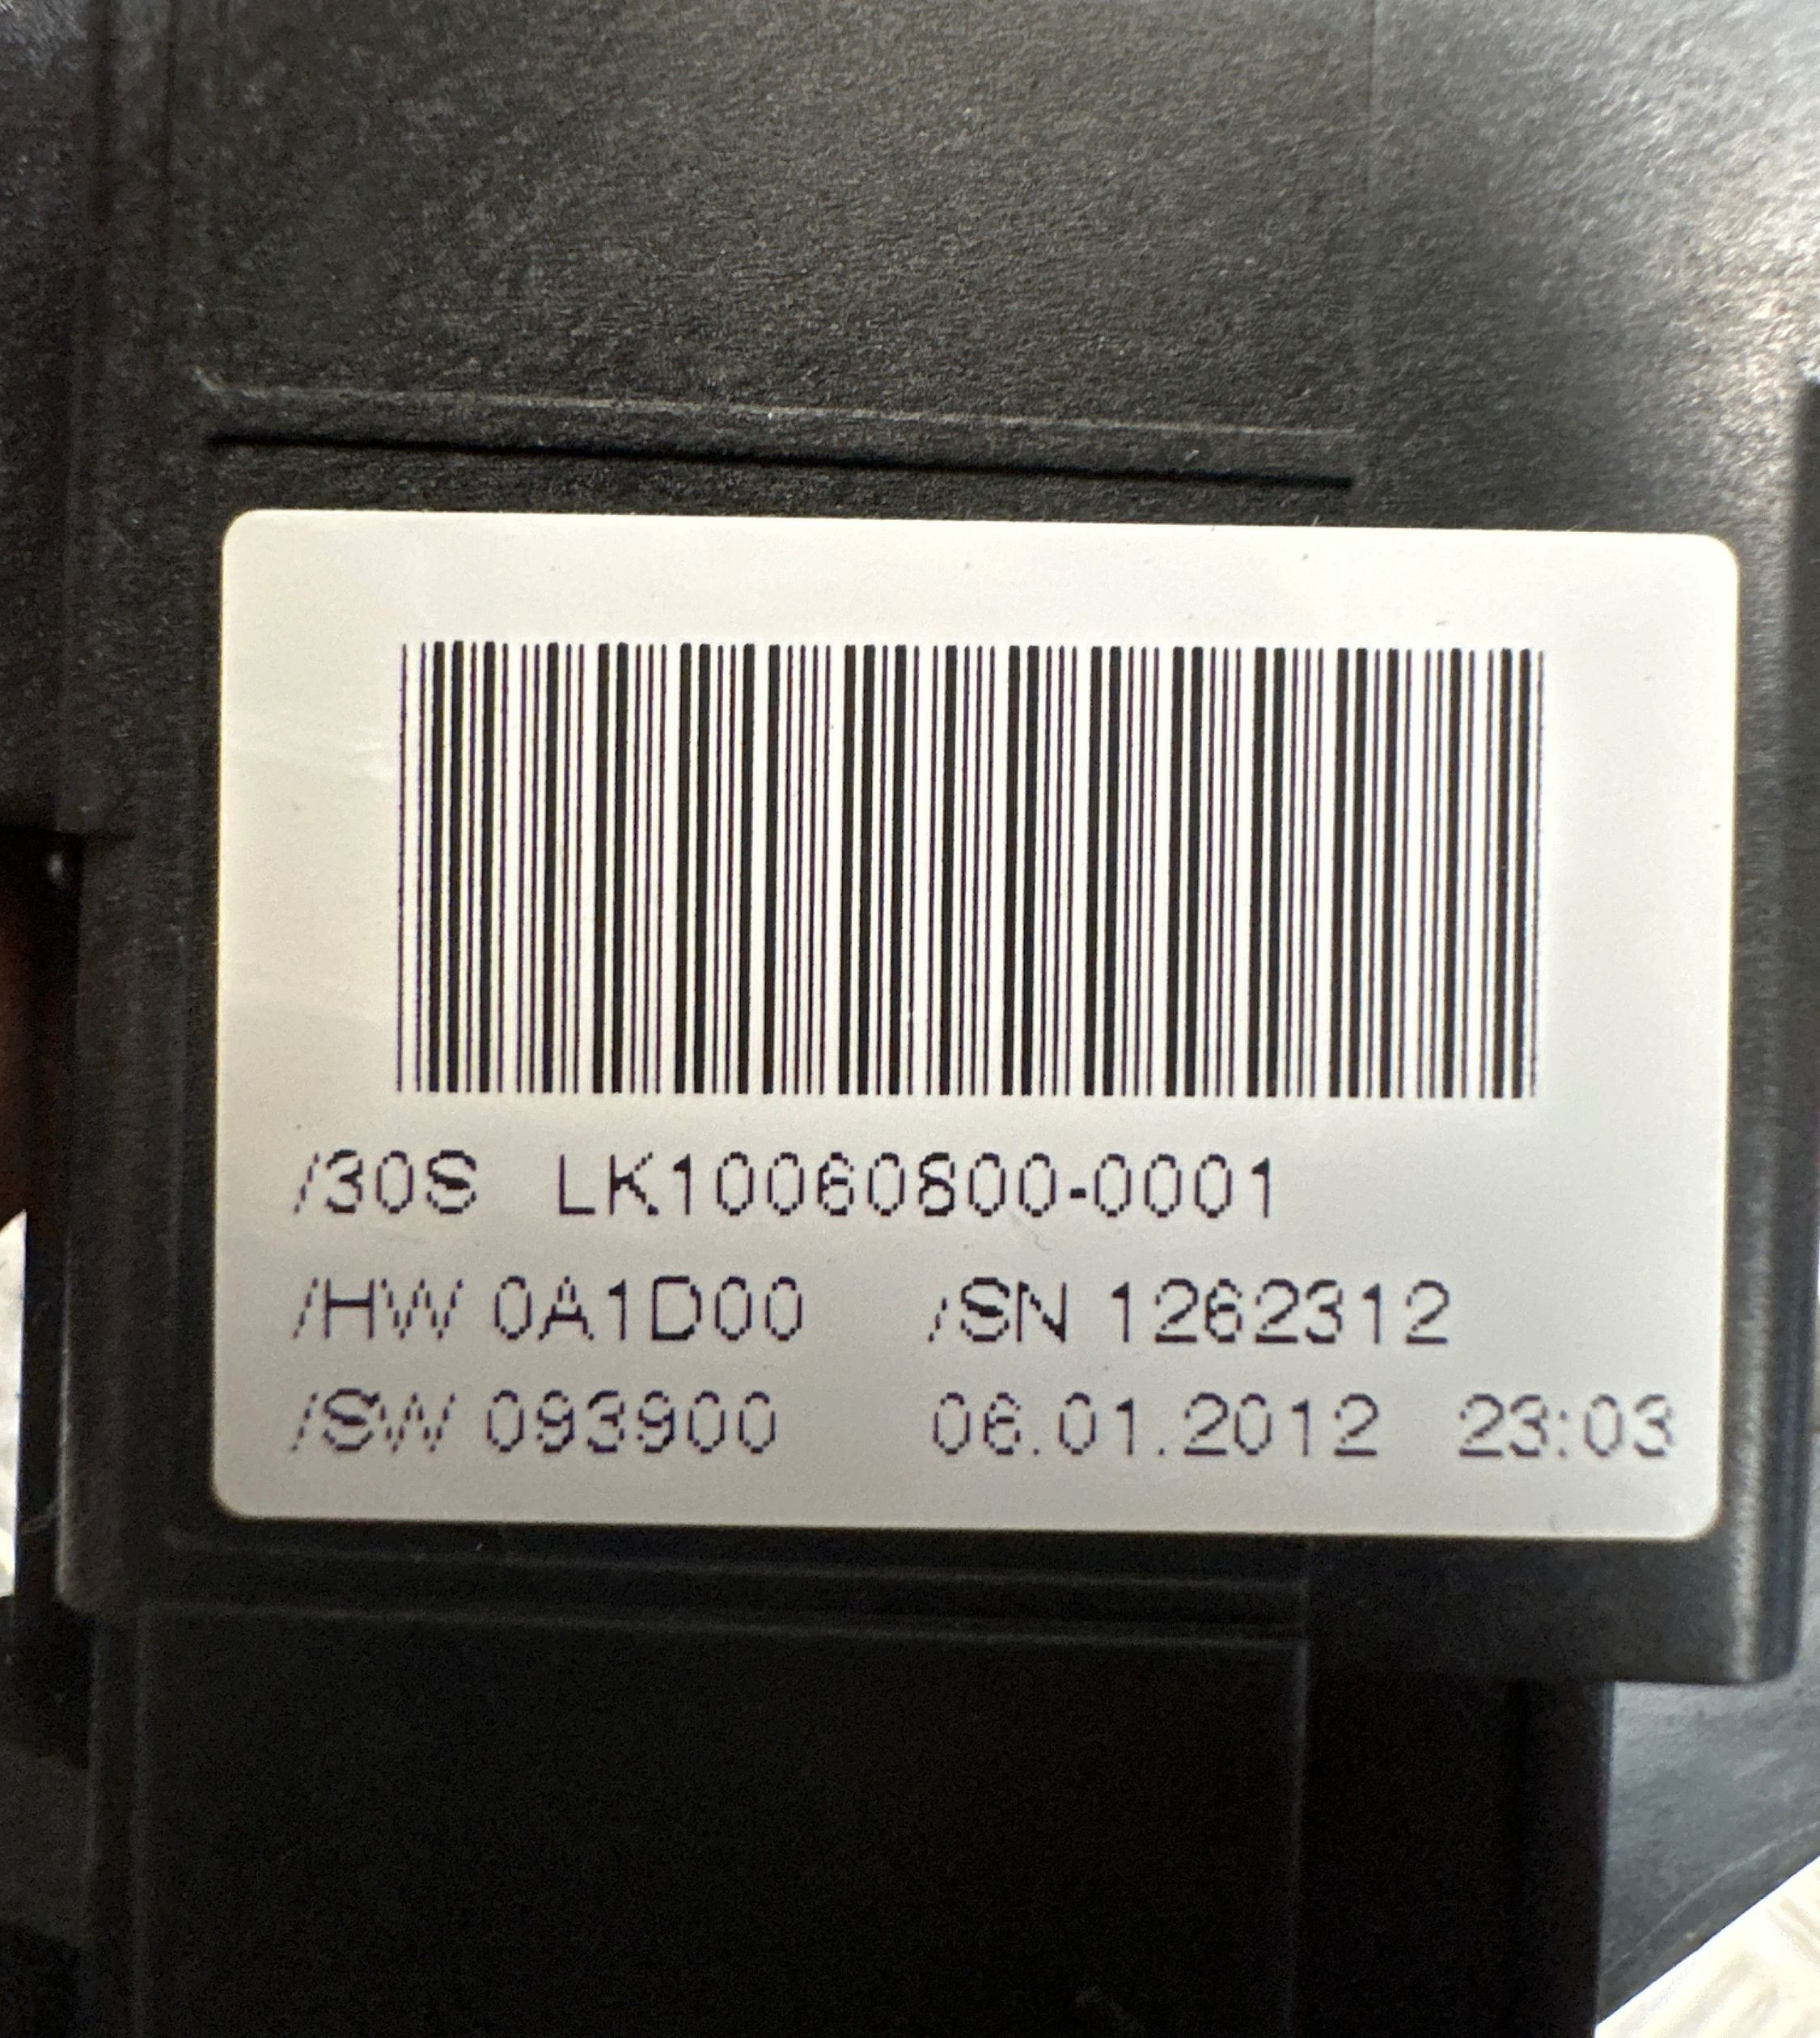 /30S LK10060800-0001
/HW 0A1D00 /SN 1262312
/SW 093900 06.01.2012 23:03